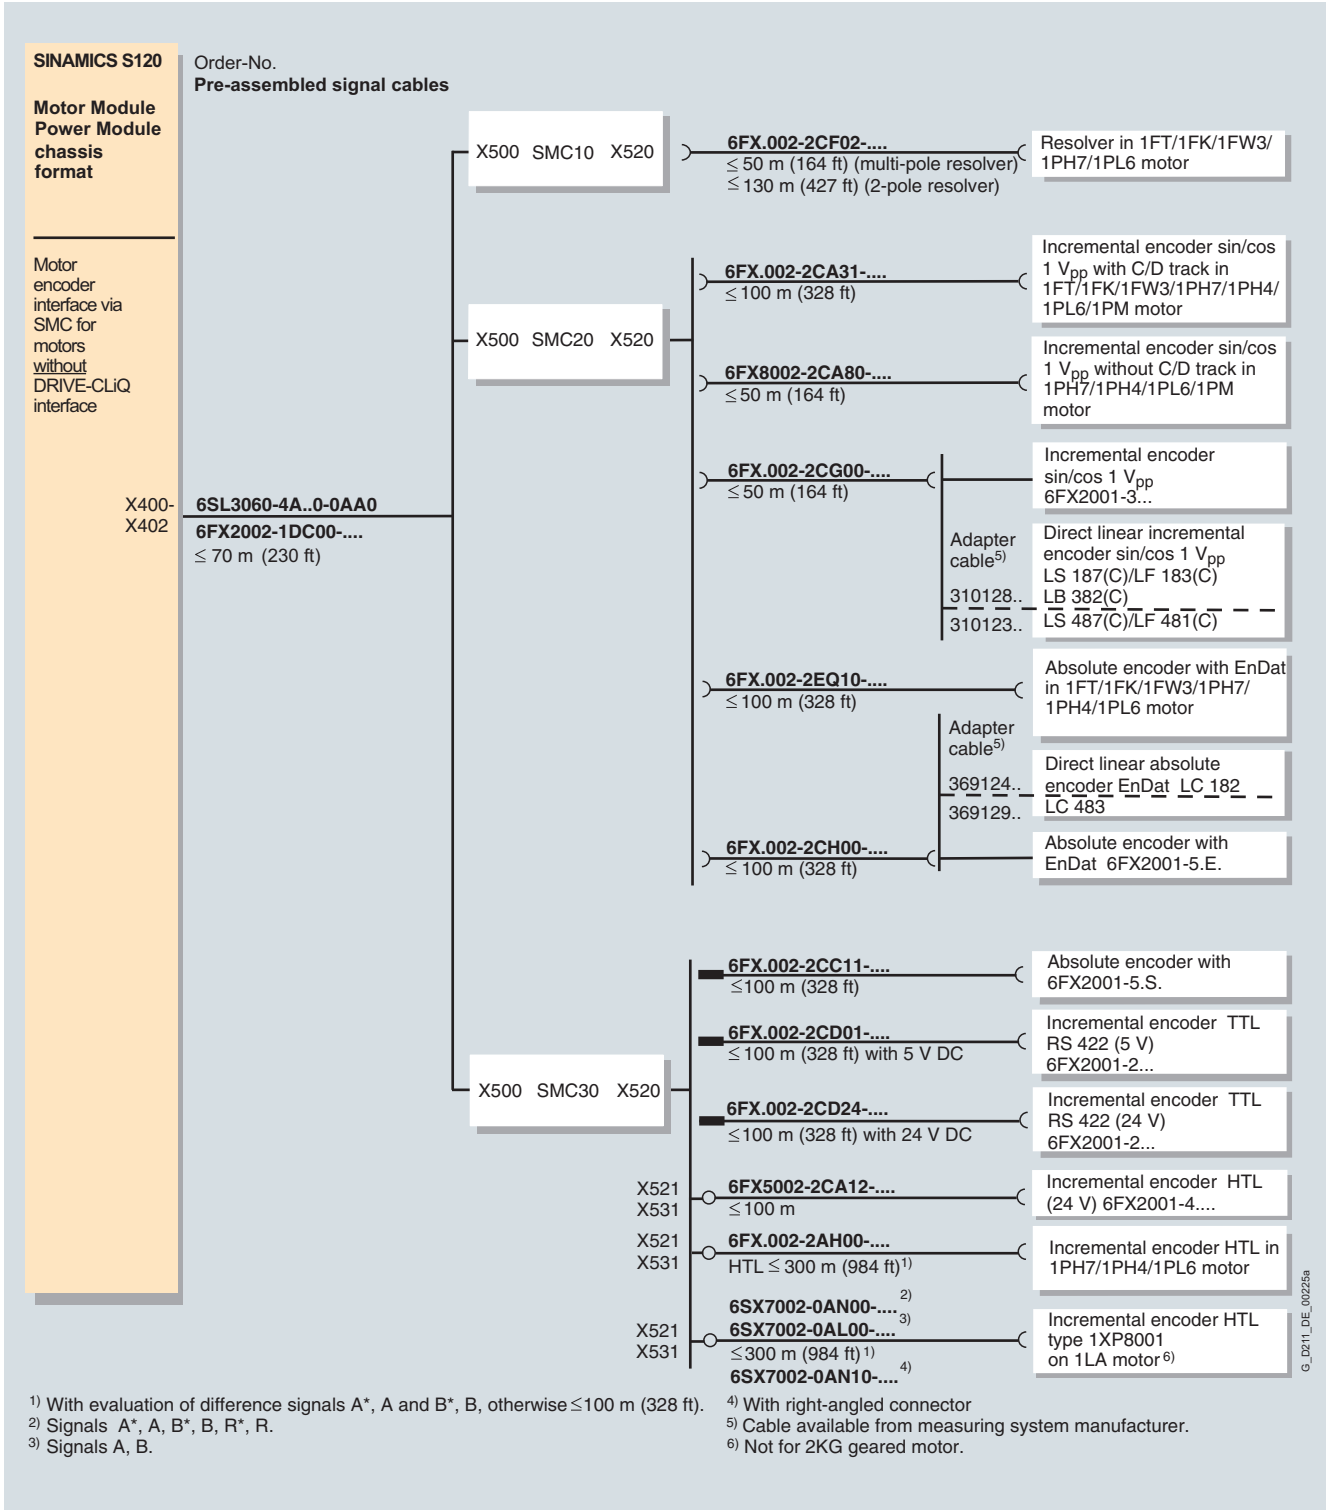 SINAMICS S120
Motor Module
Power Module
chassis
format
Motor
encoder
interface via
SMC for
motors
without
DRIVE-CLiQ
interface
X400-
X402
Order-No.
Pre-assembled signal cables
6SL3060-4A..0-0AA0
6FX2002-1DC00-....
≤ 70 m (230 ft)
X500 SMC10 X520
6FX.002-2CF02-....
≤ 50 m (164 ft) (multi-pole resolver)
≤ 130 m (427 ft) (2-pole resolver)
Resolver in 1FT/1FK/1FW3/
1PH7/1PL6 motor
X500 SMC20 X520
6FX.002-2CA31-....
≤ 100 m (328 ft)
Incremental encoder sin/cos
1 Vpp with C/D track in
1FT/1FK/1FW3/1PH7/1PH4/
1PL6/1PM motor
6FX8002-2CA80-....
≤ 50 m (164 ft)
Incremental encoder sin/cos
1 Vpp without C/D track in
1PH7/1PH4/1PL6/1PM
motor
6FX.002-2CG00-....
≤ 50 m (164 ft)
Incremental encoder
sin/cos 1 Vpp
6FX2001-3...
Adapter
cable5)
310128..
310123..
Direct linear incremental
encoder sin/cos 1 Vpp
LS 187(C)/LF 183(C)
LB 382(C)
LS 487(C)/LF 481(C)
6FX.002-2EQ10-....
≤ 100 m (328 ft)
Absolute encoder with EnDat
in 1FT/1FK/1FW3/1PH7/
1PH4/1PL6 motor
Adapter
cable5)
369124..
369129..
Direct linear absolute
encoder EnDat LC 182
LC 483
6FX.002-2CH00-....
≤ 100 m (328 ft)
Absolute encoder with
EnDat 6FX2001-5.E.
X500 SMC30 X520
6FX.002-2CC11-....
≤100 m (328 ft)
Absolute encoder with
6FX2001-5.S.
6FX.002-2CD01-....
≤ 100 m (328 ft) with 5 V DC
Incremental encoder TTL
RS 422 (5 V)
6FX2001-2...
6FX.002-2CD24-....
≤100 m (328 ft) with 24 V DC
Incremental encoder TTL
RS 422 (24 V)
6FX2001-2...
X521
X531
6FX5002-2CA12-....
≤ 100 m
Incremental encoder HTL
(24 V) 6FX2001-4....
X521
X531
6FX.002-2AH00-....
HTL ≤ 300 m (984 ft)1)
Incremental encoder HTL in
1PH7/1PH4/1PL6 motor
X521
X531
6SX7002-0AN00-.... 2)
6SX7002-0AL00-.... 3)
≤ 300 m (984 ft) 1)
6SX7002-0AN10-.... 4)
Incremental encoder HTL
type 1XP8001
on 1LA motor 6)
G_D211_DE_00225a
1) With evaluation of difference signals A*, A and B*, B, otherwise ≤ 100 m (328 ft).
2) Signals A*, A, B*, B, R*, R.
3) Signals A, B.
4) With right-angled connector
5) Cable available from measuring system manufacturer.
6) Not for 2KG geared motor.